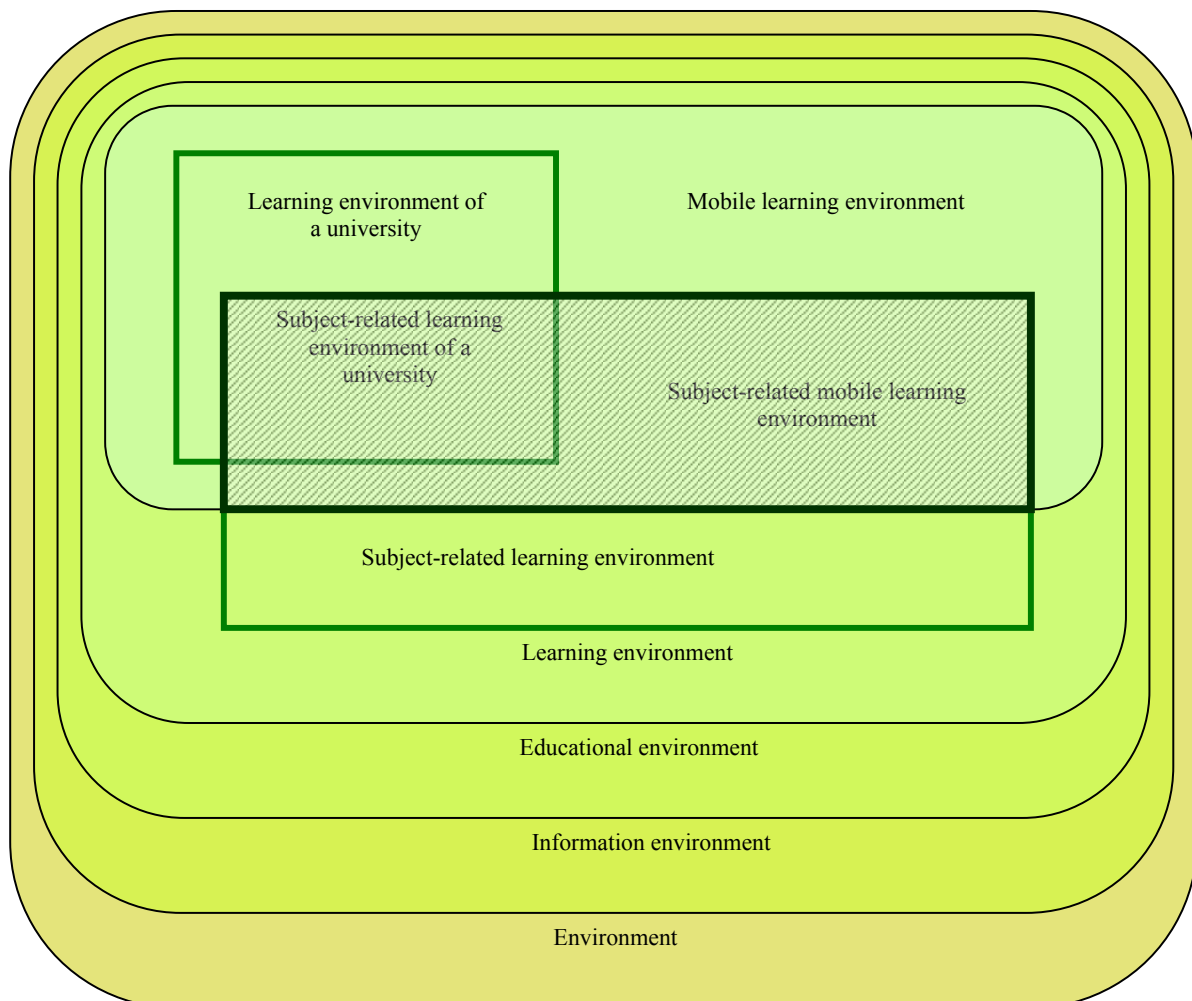 Learning environment of
a university
Mobile learning environment
Subject-related learning
environment of a
university
Subject-related mobile learning
environment
Subject-related learning environment
Learning environment
Educational environment
Information environment
Environment